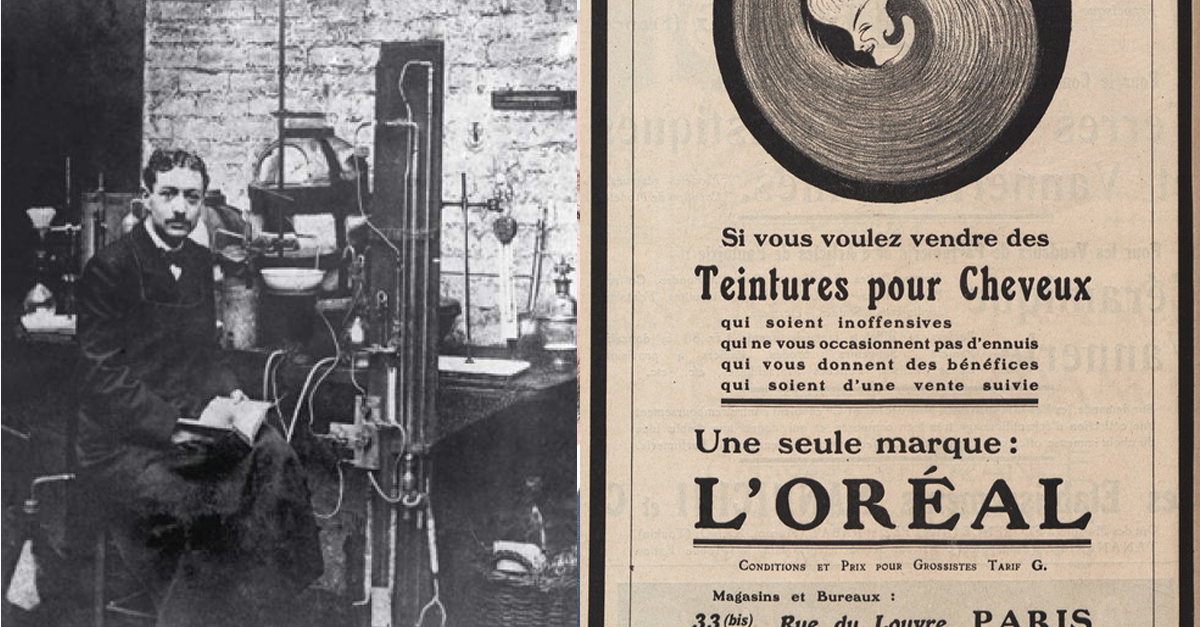 Si vous voulez vendre des
Teintures pour Cheveux
qui soient inoffensives
qui ne vous occasionnent pas d'ennuis
qui vous donnent des bénéfices
qui soient d'une vente suivie
Une seule marque :
L'ORÉAL
CONDITIONS ET PRIX POUR GROSSISTES TARIF G.
Magasins et Bureaux :
33 (bis) Rue du Louvre PARIS